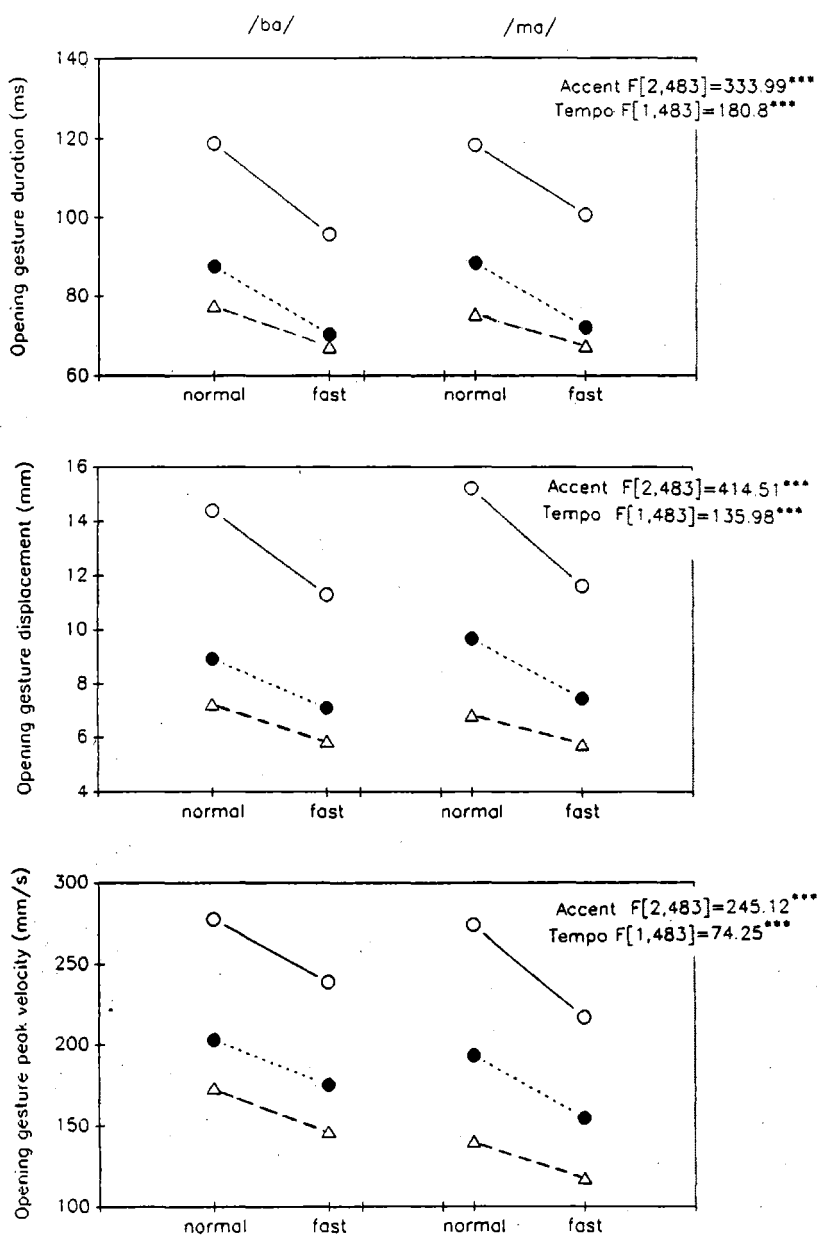 /ba/ /ma/
Opening gesture duration (ms)
140
120
100
80
60
Accent F[2,483]=333.99***
Tempo F[1,483]=180.8***
normal fast normal fast
Opening gesture displacement (mm)
16
14
12
10
8
6
4
Accent F[2,483]=414.51***
Tempo F[1,483]=135.98***
normal fast normal fast
Opening gesture peak velocity (mm/s)
300
250
200
150
100
Accent F[2,483]=245.12***
Tempo F[1,483]=74.25***
normal fast normal fast